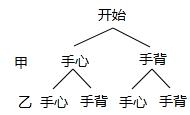 开始
甲 手心 手背
乙 手心 手背 手心 手背